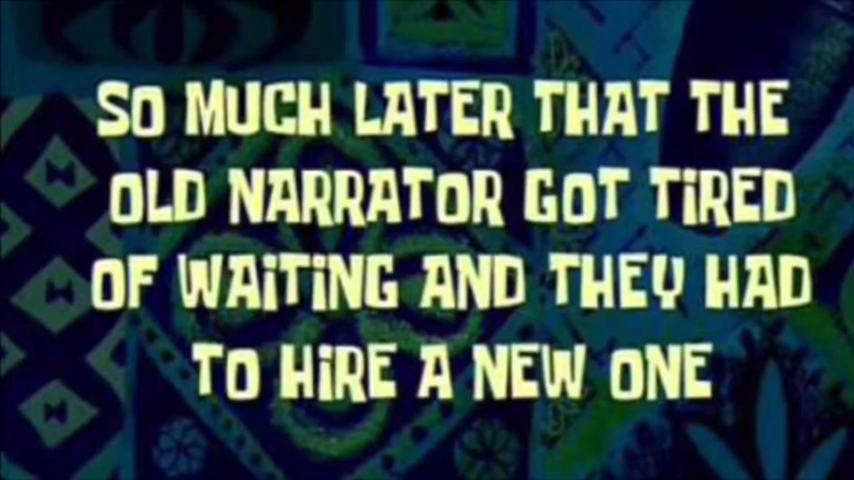 SO MUCH LATER THAT THE
OLD NARRATOR GOT TiRED
OF WAiTiNG AND THEY HAD
TO HiRE A NEW ONE